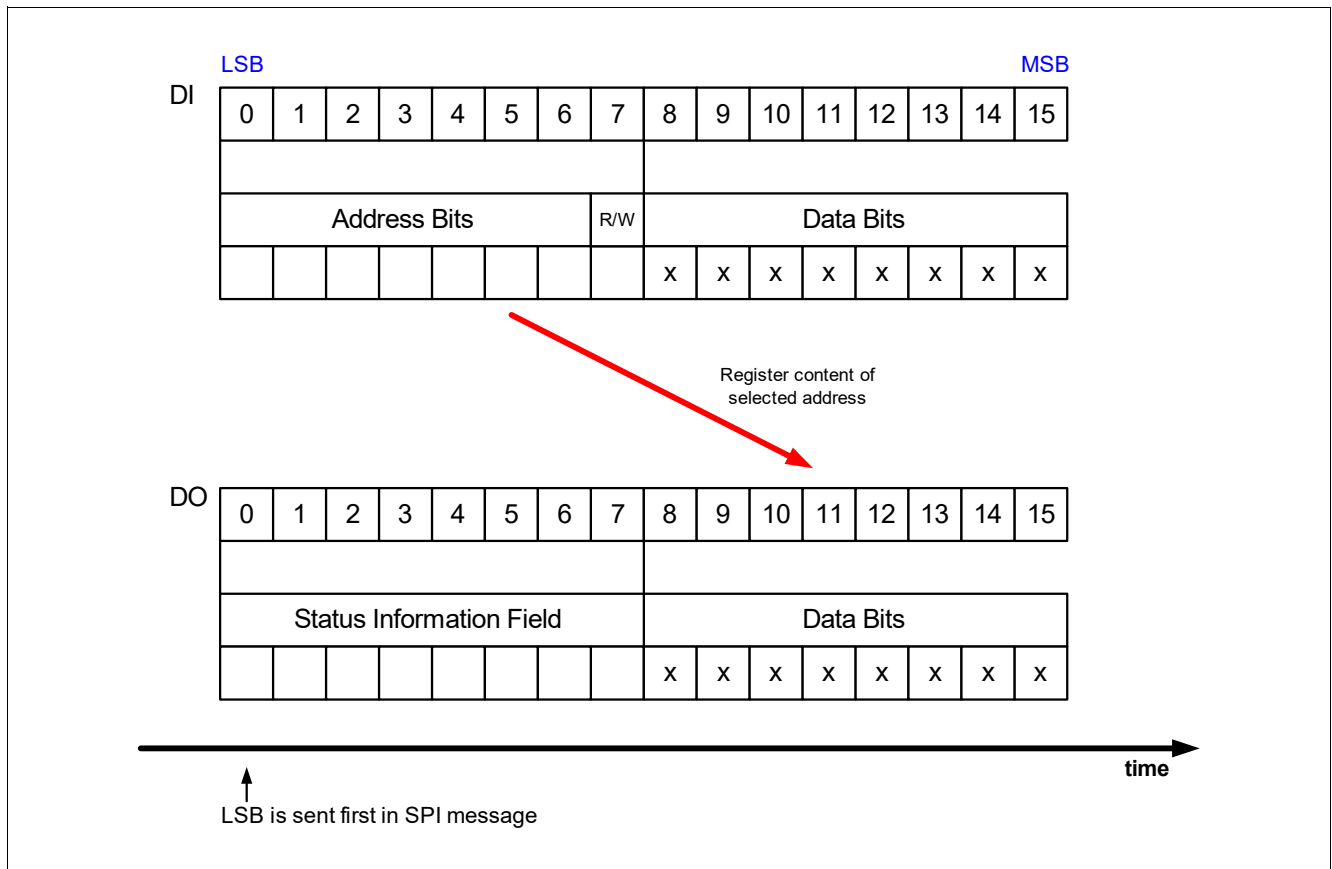 LSB MSB
DI
0 1 2 3 4 5 6 7 8 9 10 11 12 13 14 15
Address Bits R/W Data Bits
x x x x x x x x
Register content of
selected address
DO
0 1 2 3 4 5 6 7 8 9 10 11 12 13 14 15
Status Information Field Data Bits
x x x x x x x x
time
LSB is sent first in SPI message